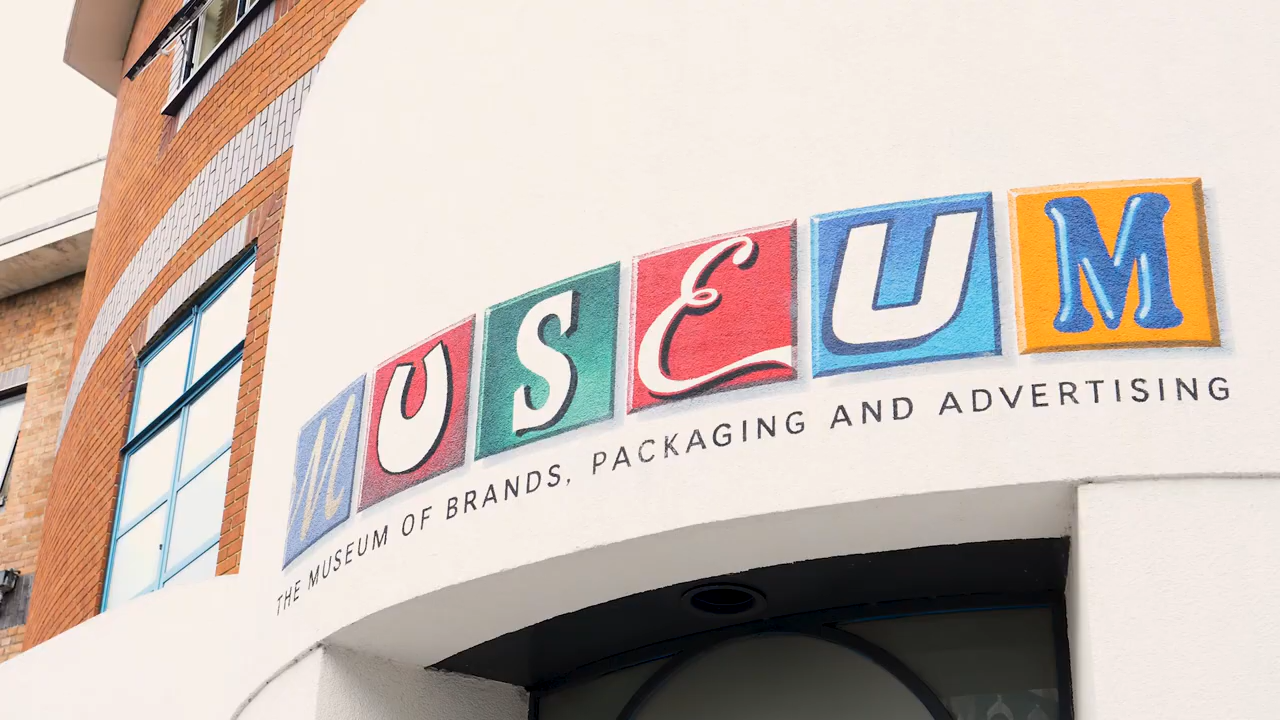 MUSEUM
THE MUSEUM OF BRANDS, PACKAGING AND ADVERTISING